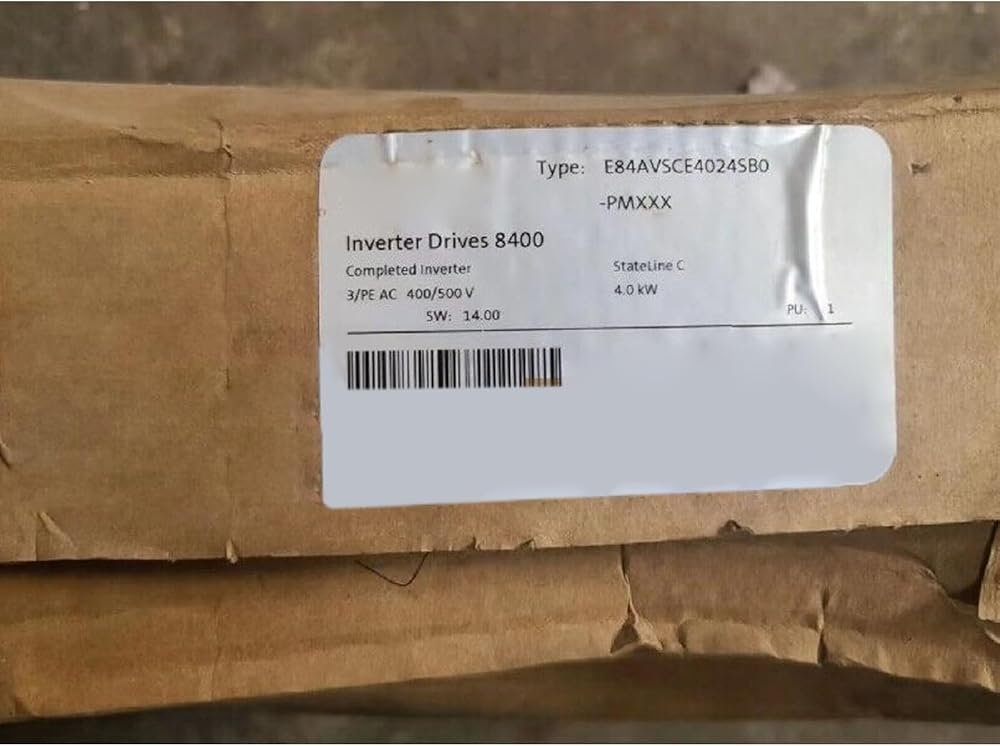 Type: E84AVSCE4024SB0
-PMXXX
Inverter Drives 8400
Completed Inverter StateLine C
3/PE AC 400/500 V 4.0 kW
SW: 14.00 PU: 1